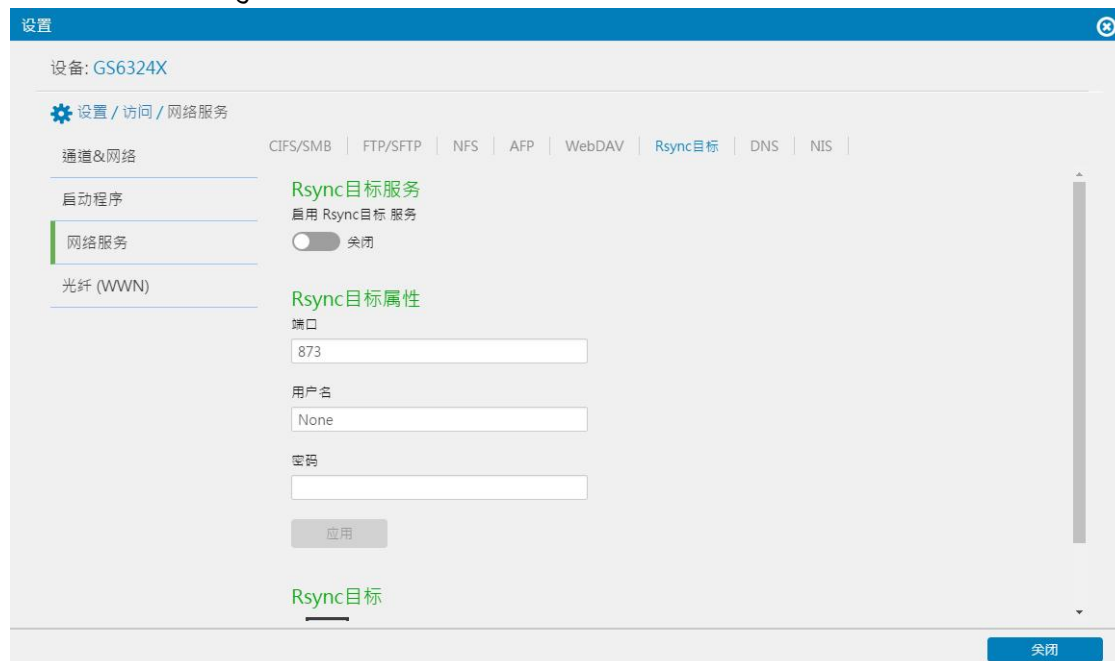 设置
设备: GS6324X
设置 / 访问 / 网络服务
通道&网络
启动程序
网络服务
光纤 (WWN)
CIFS/SMB | FTP/SFTP | NFS | AFP | WebDAV | Rsync目标 | DNS | NIS |
Rsync目标服务
启用 Rsync目标 服务
关闭
Rsync目标属性
端口
873
用户名
None
密码
应用
Rsync目标
关闭